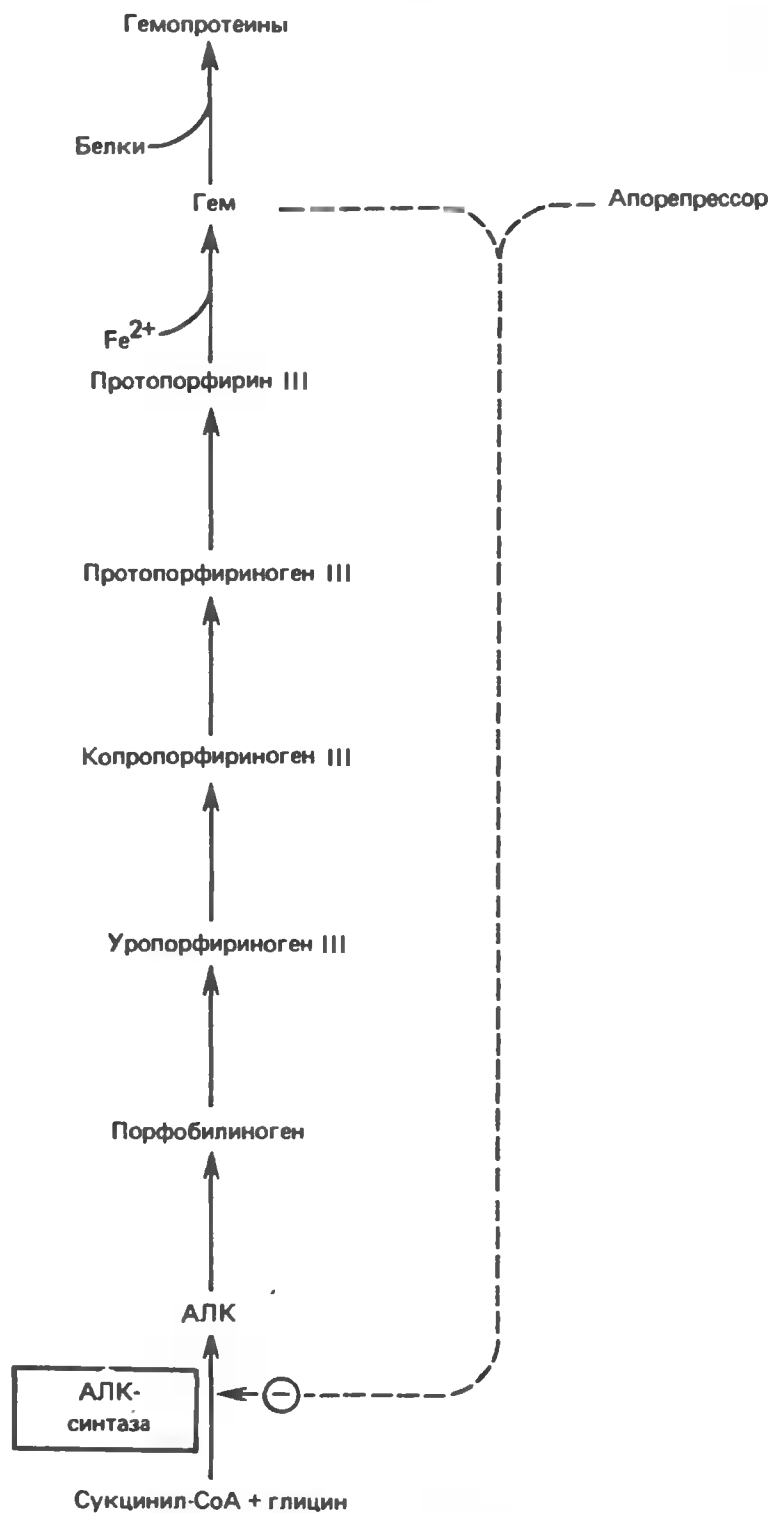 Гемопротеины
Белки
Гем
Апорепрессор
Fe2+
Протопорфирин III
Протопорфириноген III
Копропорфириноген III
Уропорфириноген III
Порфобилиноген
АЛК
АЛК-
синтаза
−
Сукцинил-СоА + глицин